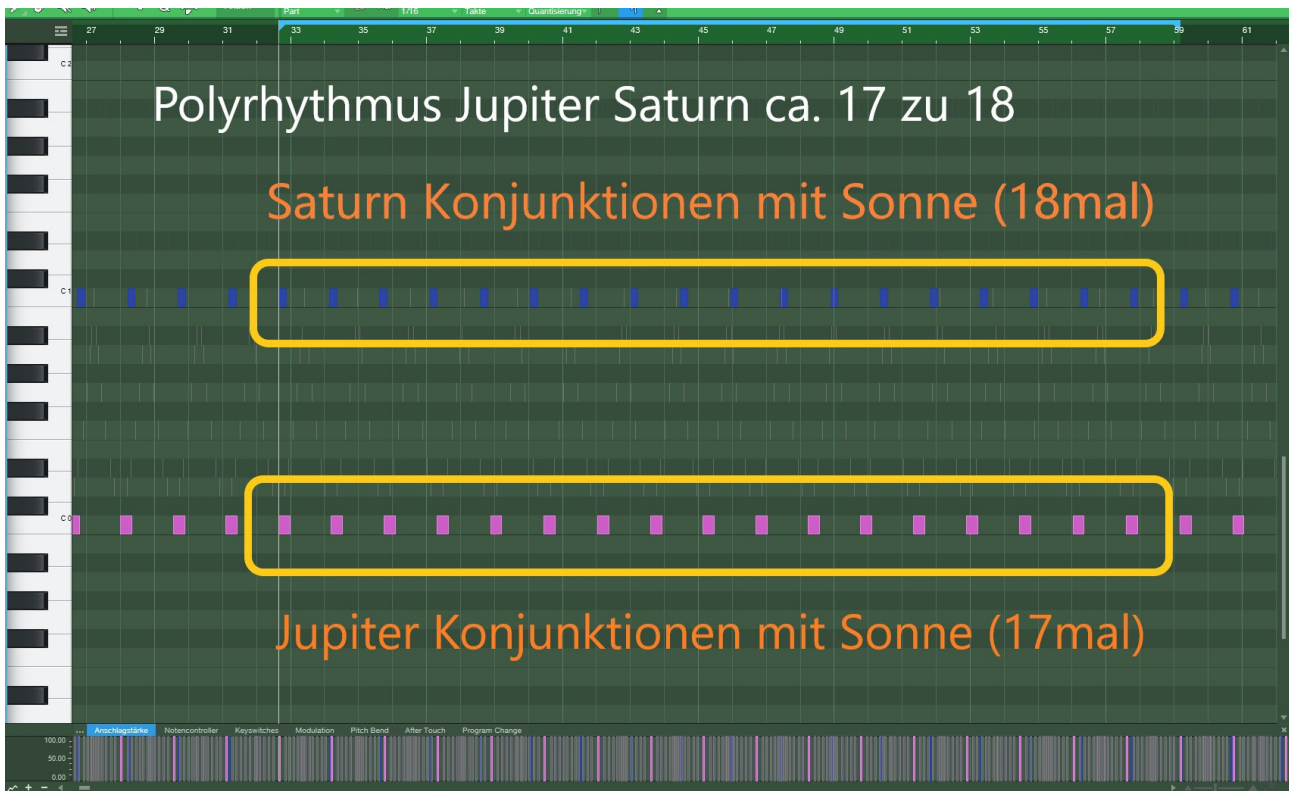 Part 1/16 Takte Quantisierung
27 29 31 33 35 37 39 41 43 45 47 49 51 53 55 57 59 61
C 2
Polyrhythmus Jupiter Saturn ca. 17 zu 18
Saturn Konjunktionen mit Sonne (18mal)
C 1
C 0
Jupiter Konjunktionen mit Sonne (17mal)
... Anschlagstärke Notencontroller Keyswitches Modulation Pitch Bend After Touch Program Change
100.00
50.00
0.00